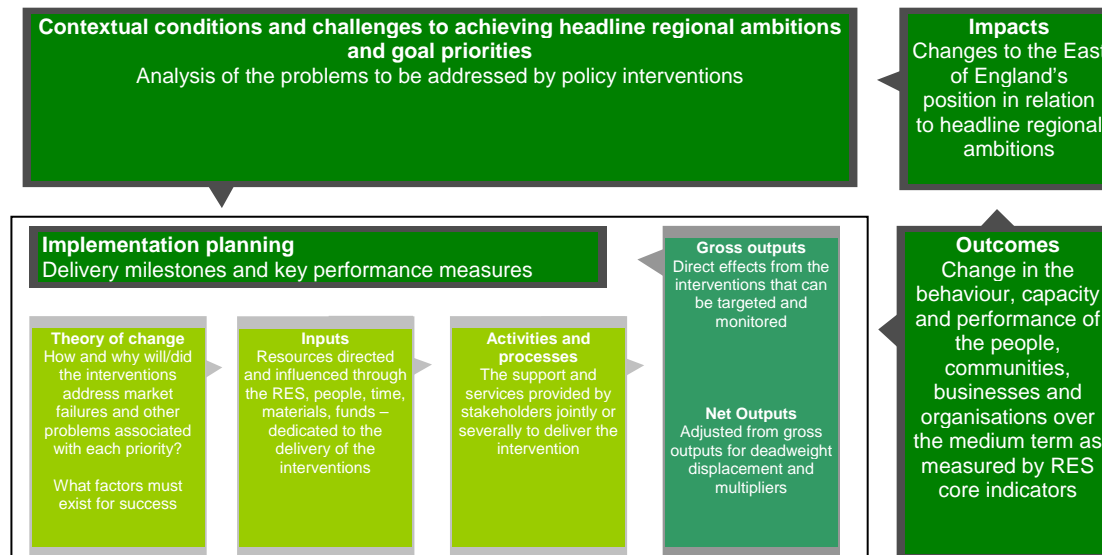 Contextual conditions and challenges to achieving headline regional ambitions
and goal priorities
Analysis of the problems to be addressed by policy interventions
Impacts
Changes to the East
of England’s
position in relation
to headline regional
ambitions
Implementation planning
Delivery milestones and key performance measures
Theory of change
How and why will/did
the interventions
address market
failures and other
problems associated
with each priority?
What factors must
exist for success
Inputs
Resources directed
and influenced through
the RES, people, time,
materials, funds –
dedicated to the
delivery of the
interventions
Activities and
processes
The support and
services provided by
stakeholders jointly or
severally to deliver the
intervention
Gross outputs
Direct effects from the
interventions that can
be targeted and
monitored
Net Outputs
Adjusted from gross
outputs for deadweight
displacement and
multipliers
Outcomes
Change in the
behaviour, capacity
and performance of
the people,
communities,
businesses and
organisations over
the medium term as
measured by RES
core indicators